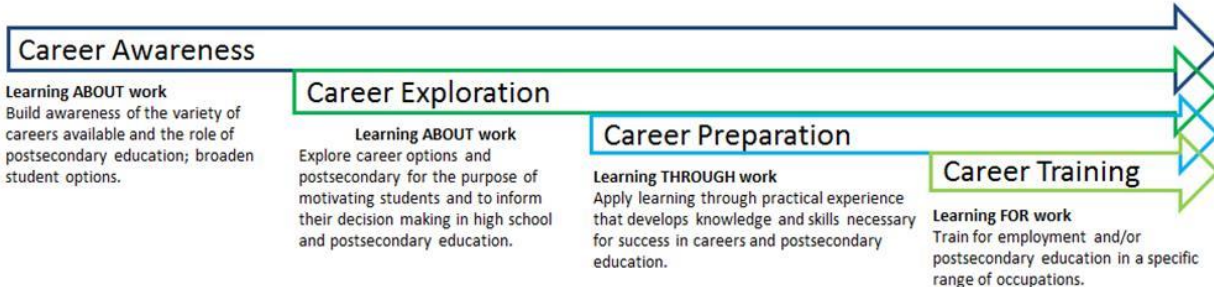 Career Awareness
Learning ABOUT work
Build awareness of the variety of
careers available and the role of
postsecondary education; broaden
student options.
Career Exploration
Learning ABOUT work
Explore career options and
postsecondary for the purpose of
motivating students and to inform
their decision making in high school
and postsecondary education.
Career Preparation
Learning THROUGH work
Apply learning through practical experience
that develops knowledge and skills necessary
for success in careers and postsecondary
education.
Career Training
Learning FOR work
Train for employment and/or
postsecondary education in a specific
range of occupations.